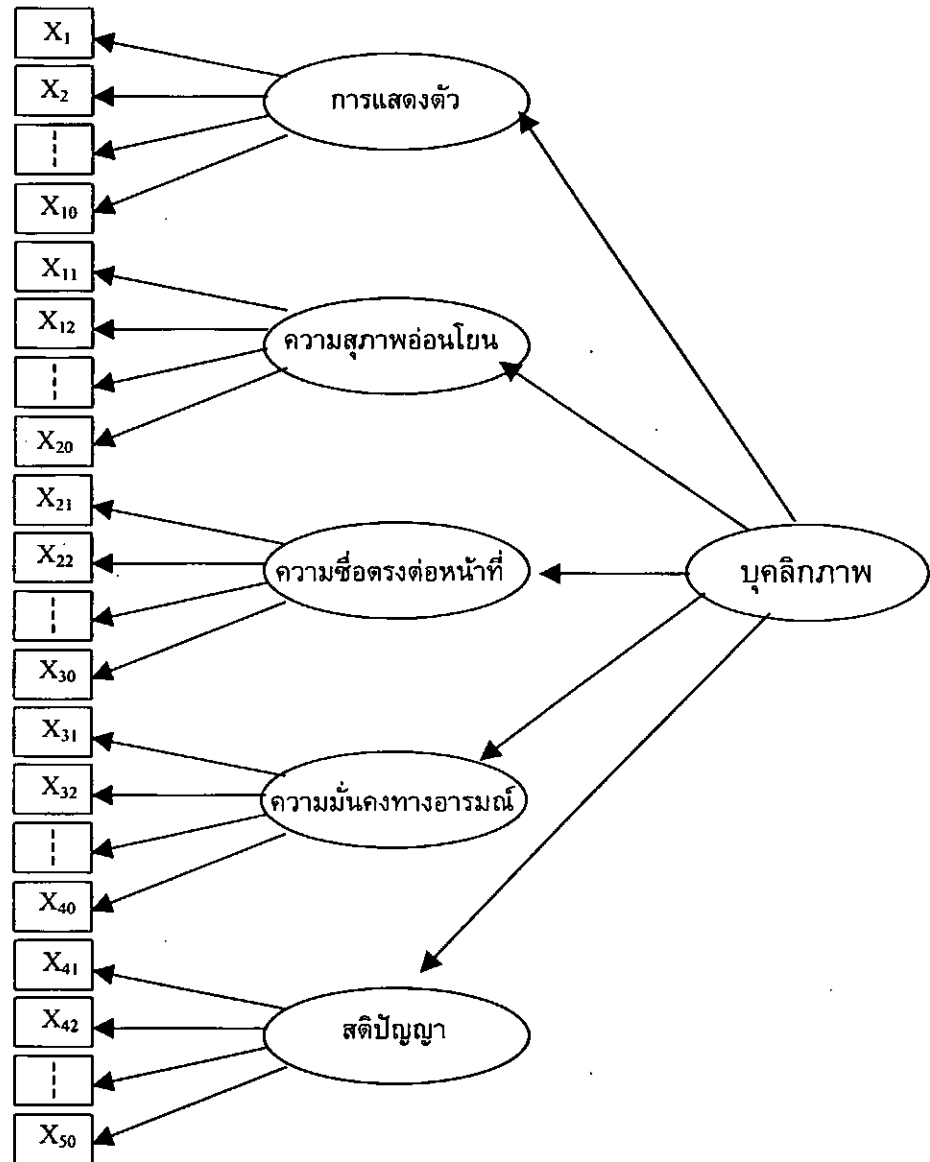 X₁
X₂
การแสดงตัว
X₁₀
X₁₁
X₁₂
ความสุภาพอ่อนโยน
X₂₀
X₂₁
X₂₂
ความซื่อตรงต่อหน้าที่
บุคลิกภาพ
X₃₀
X₃₁
X₃₂
ความมั่นคงทางอารมณ์
X₄₀
X₄₁
X₄₂
สติปัญญา
X₅₀